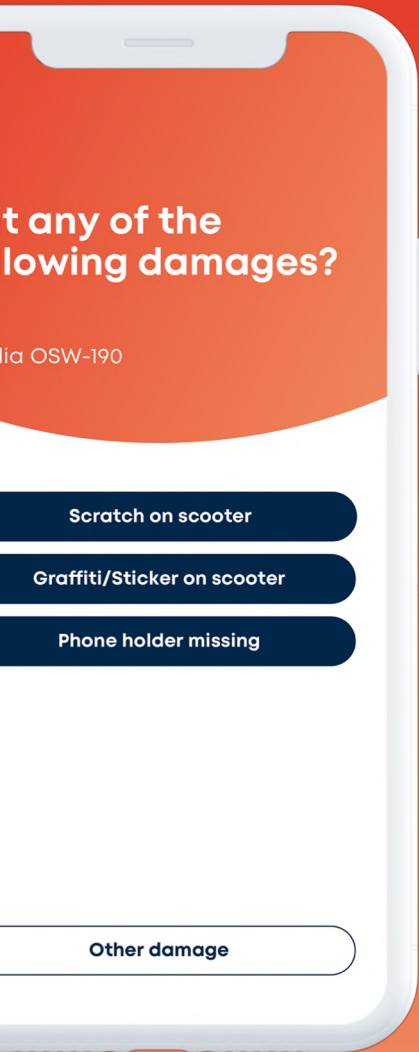 t any of the
lowing damages?
lia OSW-190
Scratch on scooter
Graffiti/Sticker on scooter
Phone holder missing
Other damage